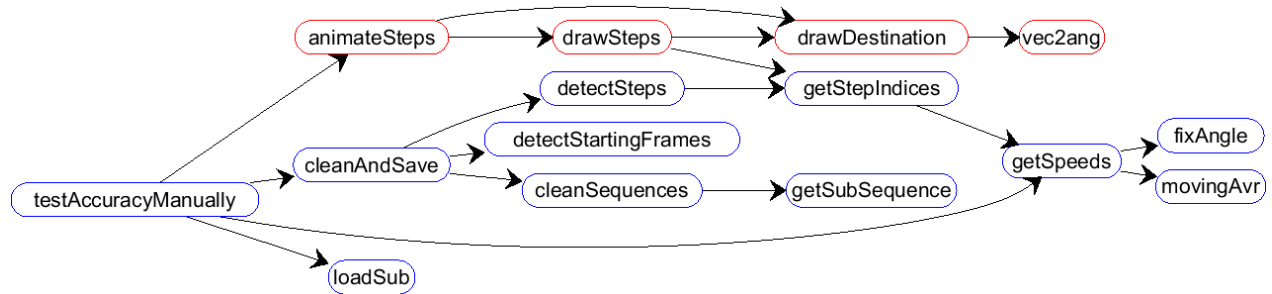 animateSteps
drawSteps
drawDestination
vec2ang
detectSteps
getStepIndices
detectStartingFrames
fixAngle
cleanAndSave
getSpeeds
testAccuracyManually
cleanSequences
getSubSequence
movingAvr
loadSub